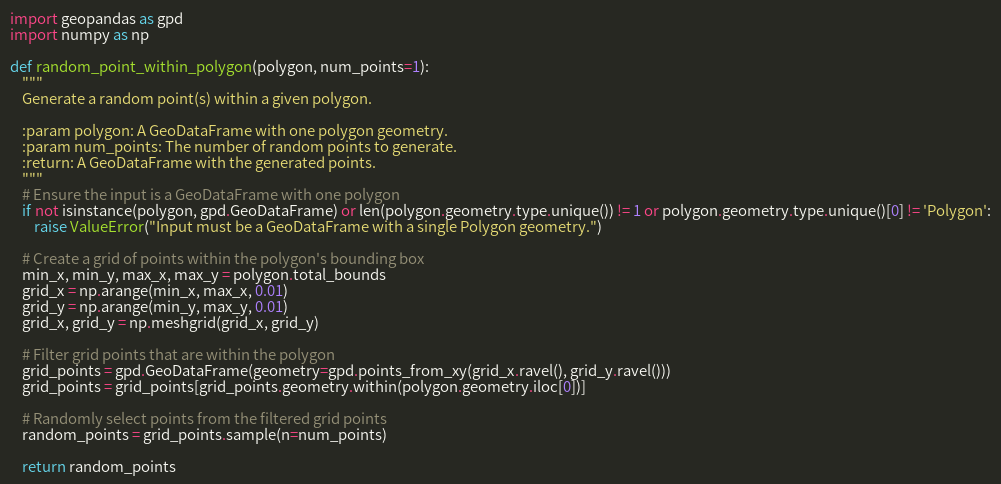 import geopandas as gpd
import numpy as np

def random_point_within_polygon(polygon, num_points=1):
    """
    Generate a random point(s) within a given polygon.

    :param polygon: A GeoDataFrame with one polygon geometry.
    :param num_points: The number of random points to generate.
    :return: A GeoDataFrame with the generated points.
    """
    # Ensure the input is a GeoDataFrame with one polygon
    if not isinstance(polygon, gpd.GeoDataFrame) or len(polygon.geometry.type.unique()) != 1 or polygon.geometry.type.unique()[0] != 'Polygon':
        raise ValueError("Input must be a GeoDataFrame with a single Polygon geometry.")

    # Create a grid of points within the polygon's bounding box
    min_x, min_y, max_x, max_y = polygon.total_bounds
    grid_x = np.arange(min_x, max_x, 0.01)
    grid_y = np.arange(min_y, max_y, 0.01)
    grid_x, grid_y = np.meshgrid(grid_x, grid_y)

    # Filter grid points that are within the polygon
    grid_points = gpd.GeoDataFrame(geometry=gpd.points_from_xy(grid_x.ravel(), grid_y.ravel()))
    grid_points = grid_points[grid_points.geometry.within(polygon.geometry.iloc[0])]

    # Randomly select points from the filtered grid points
    random_points = grid_points.sample(n=num_points)

    return random_points